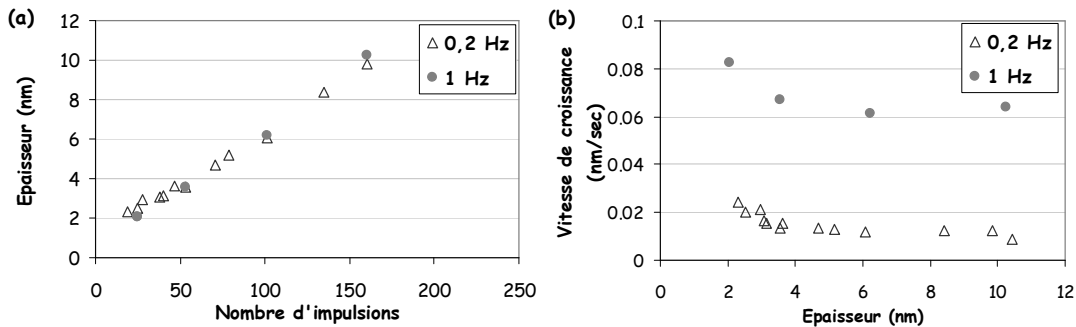 (a)
12
10
8
6
4
2
0
Epaisseur (nm)
0 50 100 150 200 250
Nombre d'impulsions
0,2 Hz
1 Hz
(b)
0.1
0.08
0.06
0.04
0.02
0
Vitesse de croissance
(nm/sec)
0 2 4 6 8 10 12
Epaisseur (nm)
0,2 Hz
1 Hz